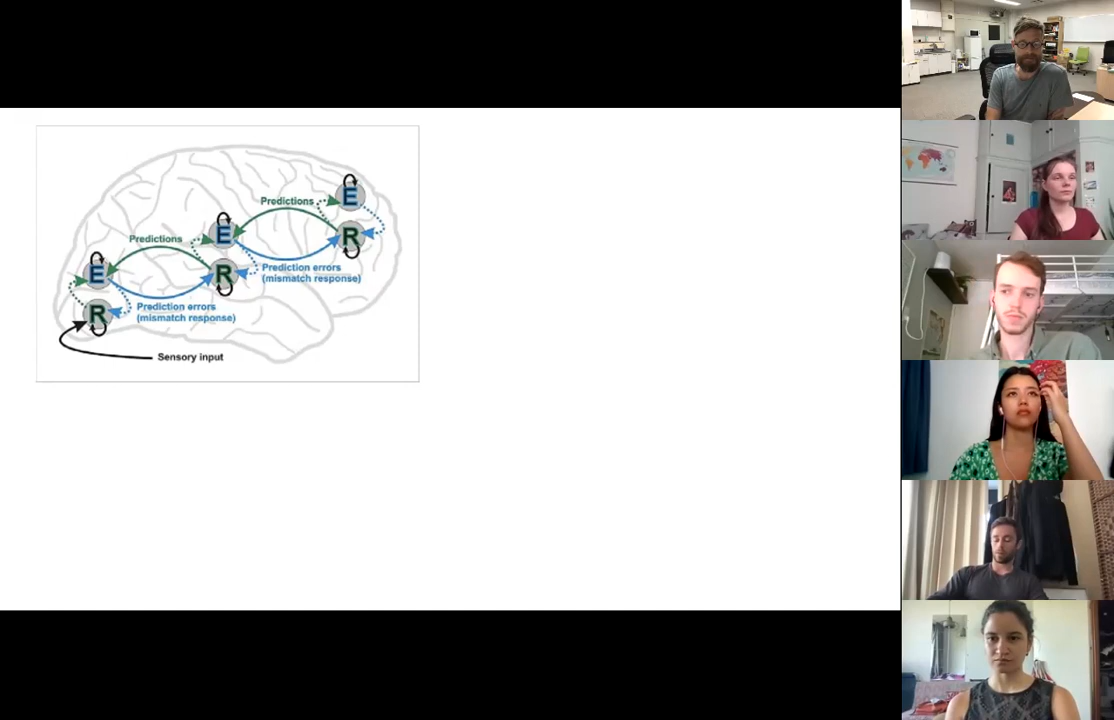 E
Predictions
R
E
Predictions
R
Prediction errors
(mismatch response)
E
R
Prediction errors
(mismatch response)
Sensory input